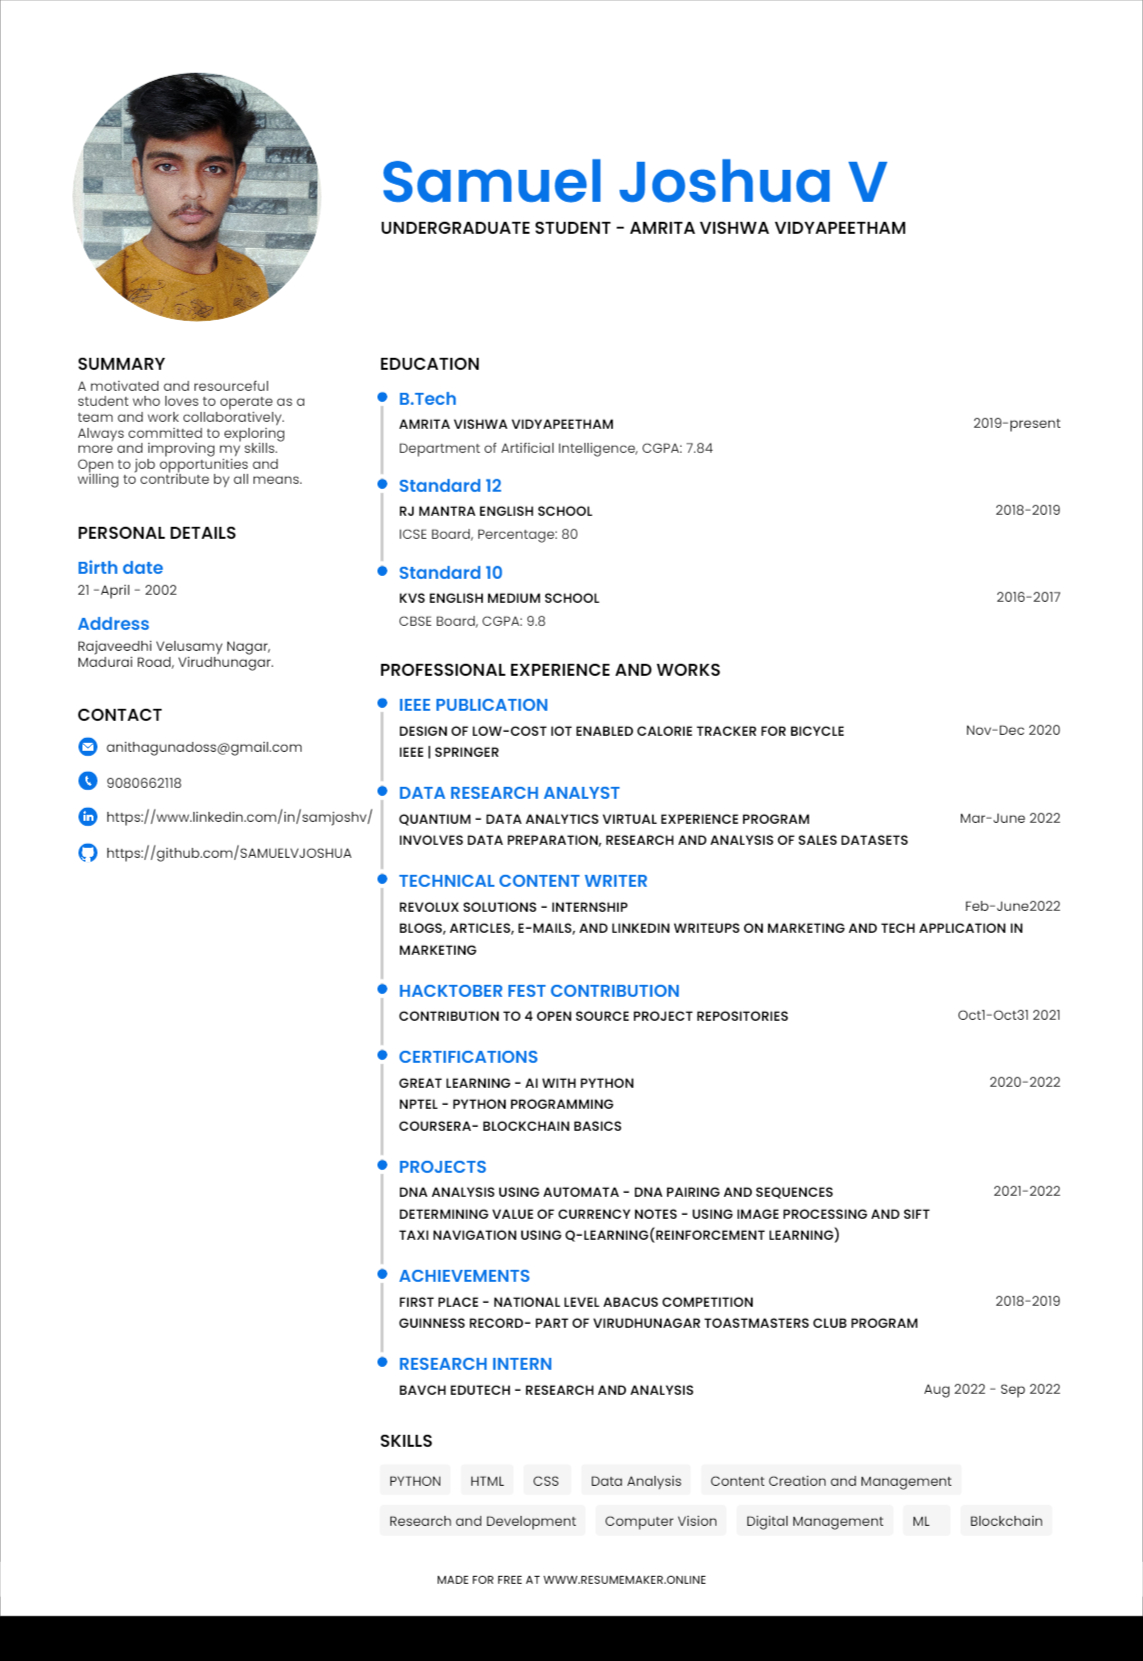 Samuel Joshua V
UNDERGRADUATE STUDENT - AMRITA VISHWA VIDYAPEETHAM
SUMMARY
A motivated and resourceful
student who loves to operate as a
team and work collaboratively.
Always committed to exploring
more and improving my skills.
Open to job opportunities and
willing to contribute by all means.
PERSONAL DETAILS
Birth date
21 -April - 2002
Address
Rajaveedhi Velusamy Nagar,
Madurai Road, Virudhunagar.
CONTACT
anithagunadoss@gmail.com
9080662118
https://www.linkedin.com/in/samjoshv/
https://github.com/SAMUELVJOSHUA
EDUCATION
B.Tech
AMRITA VISHWA VIDYAPEETHAM 2019-present
Department of Artificial Intelligence, CGPA: 7.84
Standard 12
RJ MANTRA ENGLISH SCHOOL 2018-2019
ICSE Board, Percentage: 80
Standard 10
KVS ENGLISH MEDIUM SCHOOL 2016-2017
CBSE Board, CGPA: 9.8
PROFESSIONAL EXPERIENCE AND WORKS
IEEE PUBLICATION
DESIGN OF LOW-COST IOT ENABLED CALORIE TRACKER FOR BICYCLE Nov-Dec 2020
IEEE | SPRINGER
DATA RESEARCH ANALYST
QUANTIUM - DATA ANALYTICS VIRTUAL EXPERIENCE PROGRAM Mar-June 2022
INVOLVES DATA PREPARATION, RESEARCH AND ANALYSIS OF SALES DATASETS
TECHNICAL CONTENT WRITER
REVOLUX SOLUTIONS - INTERNSHIP Feb-June2022
BLOGS, ARTICLES, E-MAILS, AND LINKEDIN WRITEUPS ON MARKETING AND TECH APPLICATION IN
MARKETING
HACKTOBER FEST CONTRIBUTION
CONTRIBUTION TO 4 OPEN SOURCE PROJECT REPOSITORIES Oct1-Oct31 2021
CERTIFICATIONS
GREAT LEARNING - AI WITH PYTHON 2020-2022
NPTEL - PYTHON PROGRAMMING
COURSERA- BLOCKCHAIN BASICS
PROJECTS
DNA ANALYSIS USING AUTOMATA - DNA PAIRING AND SEQUENCES 2021-2022
DETERMINING VALUE OF CURRENCY NOTES - USING IMAGE PROCESSING AND SIFT
TAXI NAVIGATION USING Q-LEARNING(REINFORCEMENT LEARNING)
ACHIEVEMENTS
FIRST PLACE - NATIONAL LEVEL ABACUS COMPETITION 2018-2019
GUINNESS RECORD- PART OF VIRUDHUNAGAR TOASTMASTERS CLUB PROGRAM
RESEARCH INTERN
BAVCH EDUTECH - RESEARCH AND ANALYSIS Aug 2022 - Sep 2022
SKILLS
PYTHON HTML CSS Data Analysis Content Creation and Management
Research and Development Computer Vision Digital Management ML Blockchain
MADE FOR FREE AT WWW.RESUMEMAKER.ONLINE